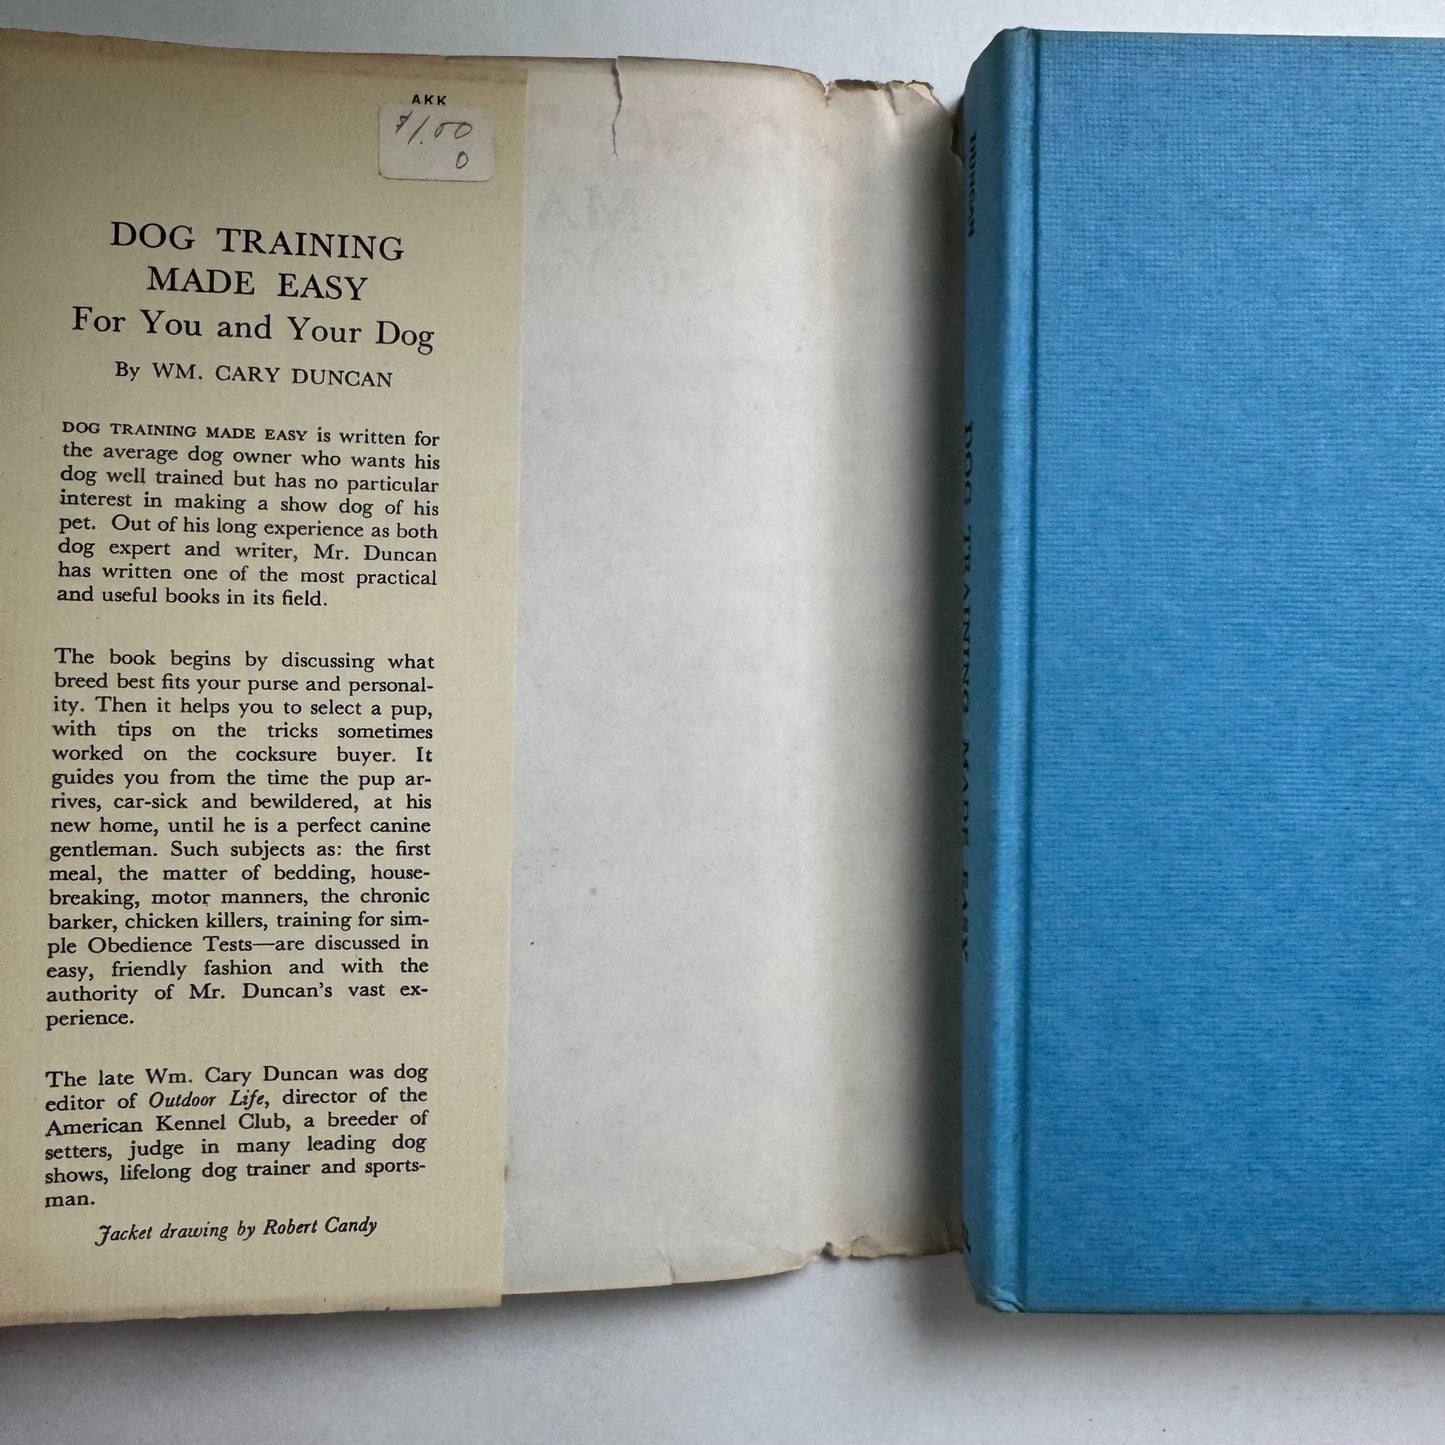 AKK
$1.00
0
DOG TRAINING
MADE EASY
For You and Your Dog
By WM. CARY DUNCAN
DOG TRAINING MADE EASY is written for
the average dog owner who wants his
dog well trained but has no particular
interest in making a show dog of his
pet. Out of his long experience as both
dog expert and writer, Mr. Duncan
has written one of the most practical
and useful books in its field.
The book begins by discussing what
breed best fits your purse and personal-
ity. Then it helps you to select a pup,
with tips on the tricks sometimes
worked on the cocksure buyer. It
guides you from the time the pup ar-
rives, car-sick and bewildered, at his
new home, until he is a perfect canine
gentleman. Such subjects as: the first
meal, the matter of bedding, house-
breaking, motor manners, the chronic
barker, chicken killers, training for sim-
ple Obedience Tests—are discussed in
easy, friendly fashion and with the
authority of Mr. Duncan's vast ex-
perience.
The late Wm. Cary Duncan was dog
editor of Outdoor Life, director of the
American Kennel Club, a breeder of
setters, judge in many leading dog
shows, lifelong dog trainer and sports-
man.
Jacket drawing by Robert Candy
DUNCAN
DOG TRAINING MADE EASY